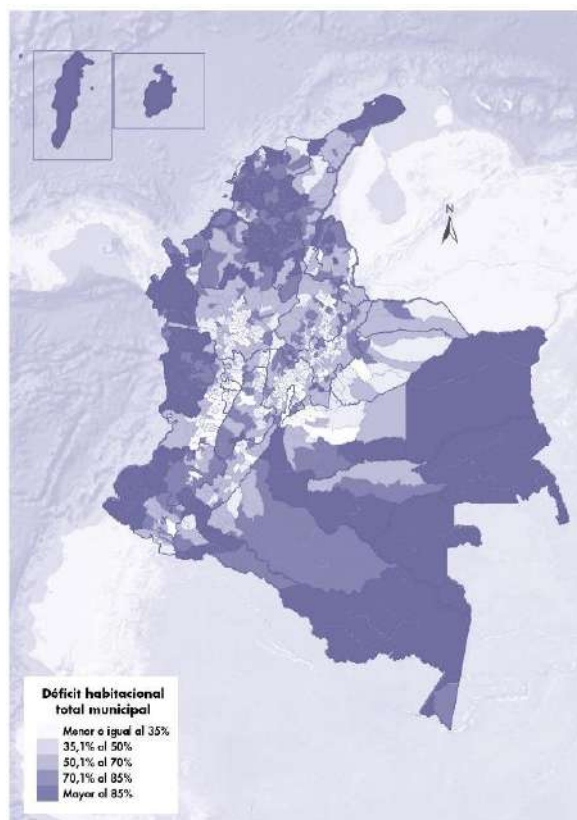 N
Déficit habitacional
total municipal
Menor o igual al 35%
35,1% al 50%
50,1% al 70%
70,1% al 85%
Mayor al 85%